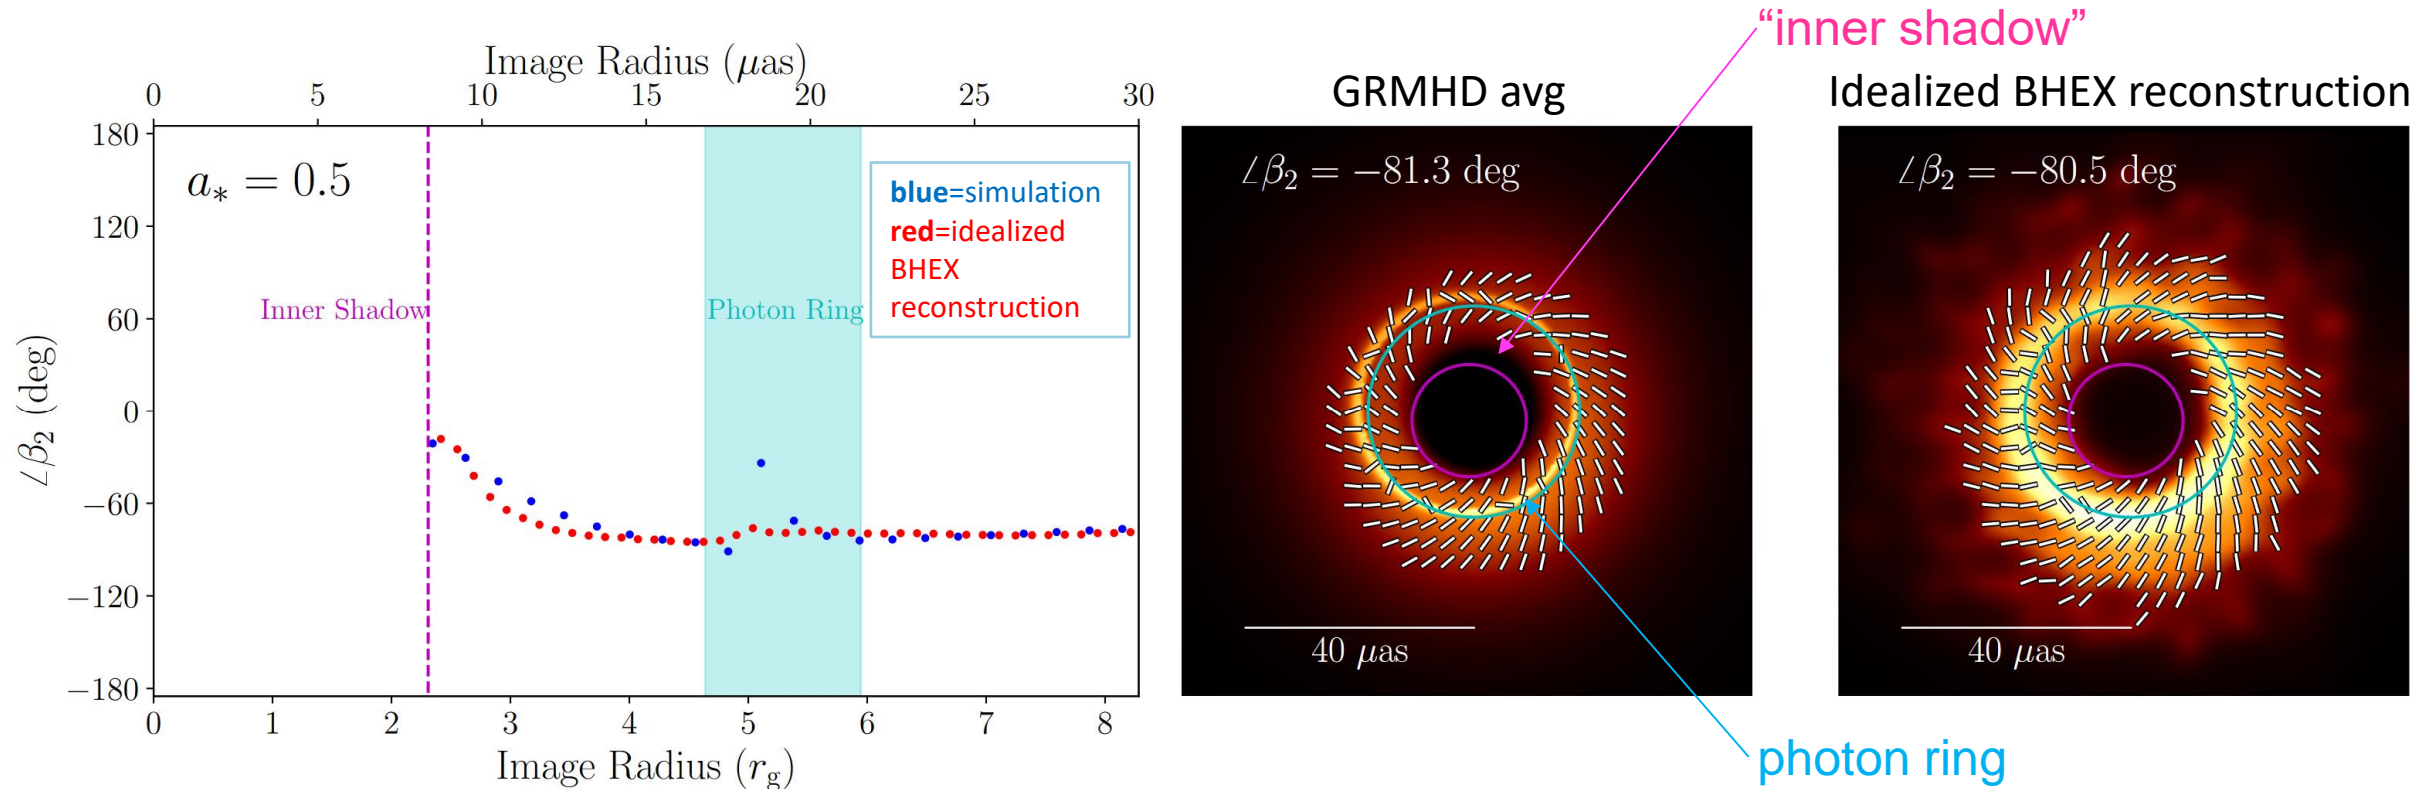 Image Radius (μas)
0 5 10 15 20 25 30
180
120
60
0
−60
−120
−180
∠β₂ (deg)
a* = 0.5
Inner Shadow
Photon Ring
blue=simulation
red=idealized
BHEX
reconstruction
0 1 2 3 4 5 6 7 8
Image Radius (r_g)
“inner shadow”
GRMHD avg
∠β₂ = −81.3 deg
40 μas
Idealized BHEX reconstruction
∠β₂ = −80.5 deg
40 μas
photon ring